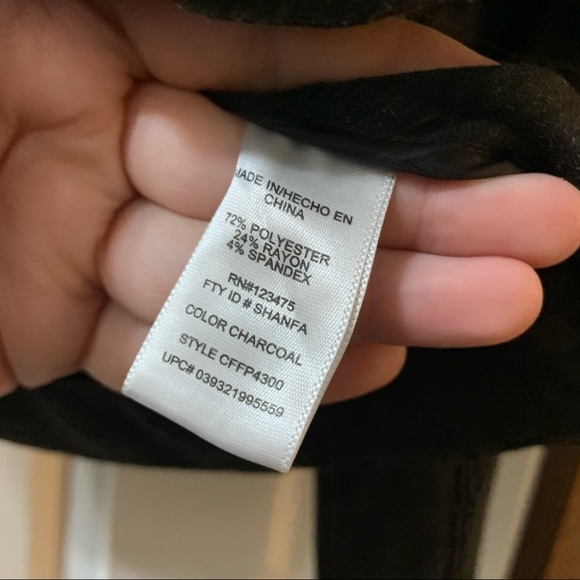 MADE IN/HECHO EN
CHINA
72% POLYESTER
24% RAYON
4% SPANDEX
RN#123475
FTY ID # SHANFA
COLOR CHARCOAL
STYLE CFFP4300
UPC# 039321995559